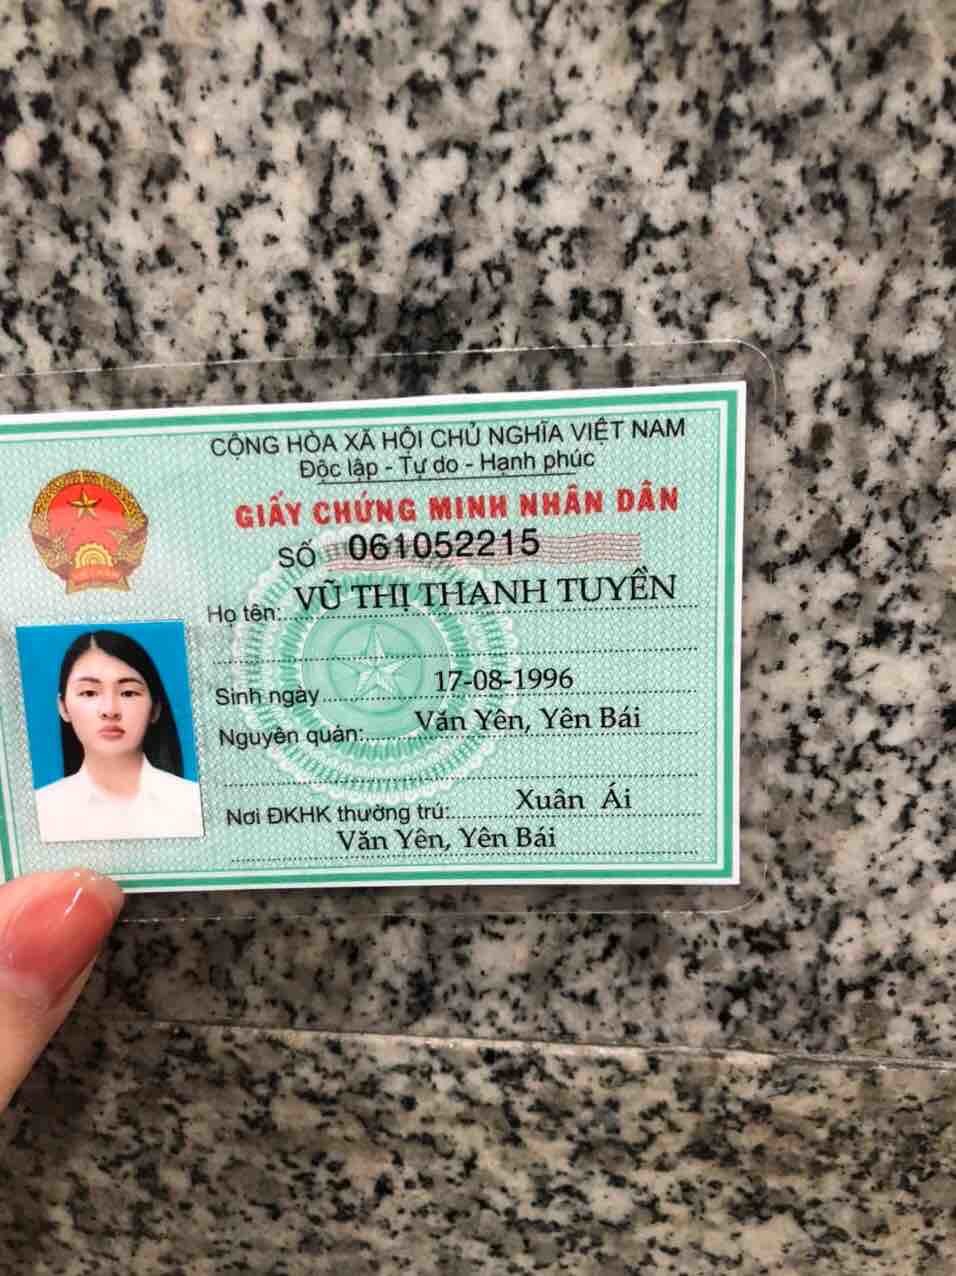 CỘNG HÒA XÃ HỘI CHỦ NGHĨA VIỆT NAM
Độc lập - Tự do - Hạnh phúc
GIẤY CHỨNG MINH NHÂN DÂN
SỐ 061052215
Họ tên: VŨ THỊ THANH TUYỀN
Sinh ngày 17-08-1996
Nguyên quán: Văn Yên, Yên Bái
Nơi ĐKHK thường trú: Xuân Ái
Văn Yên, Yên Bái